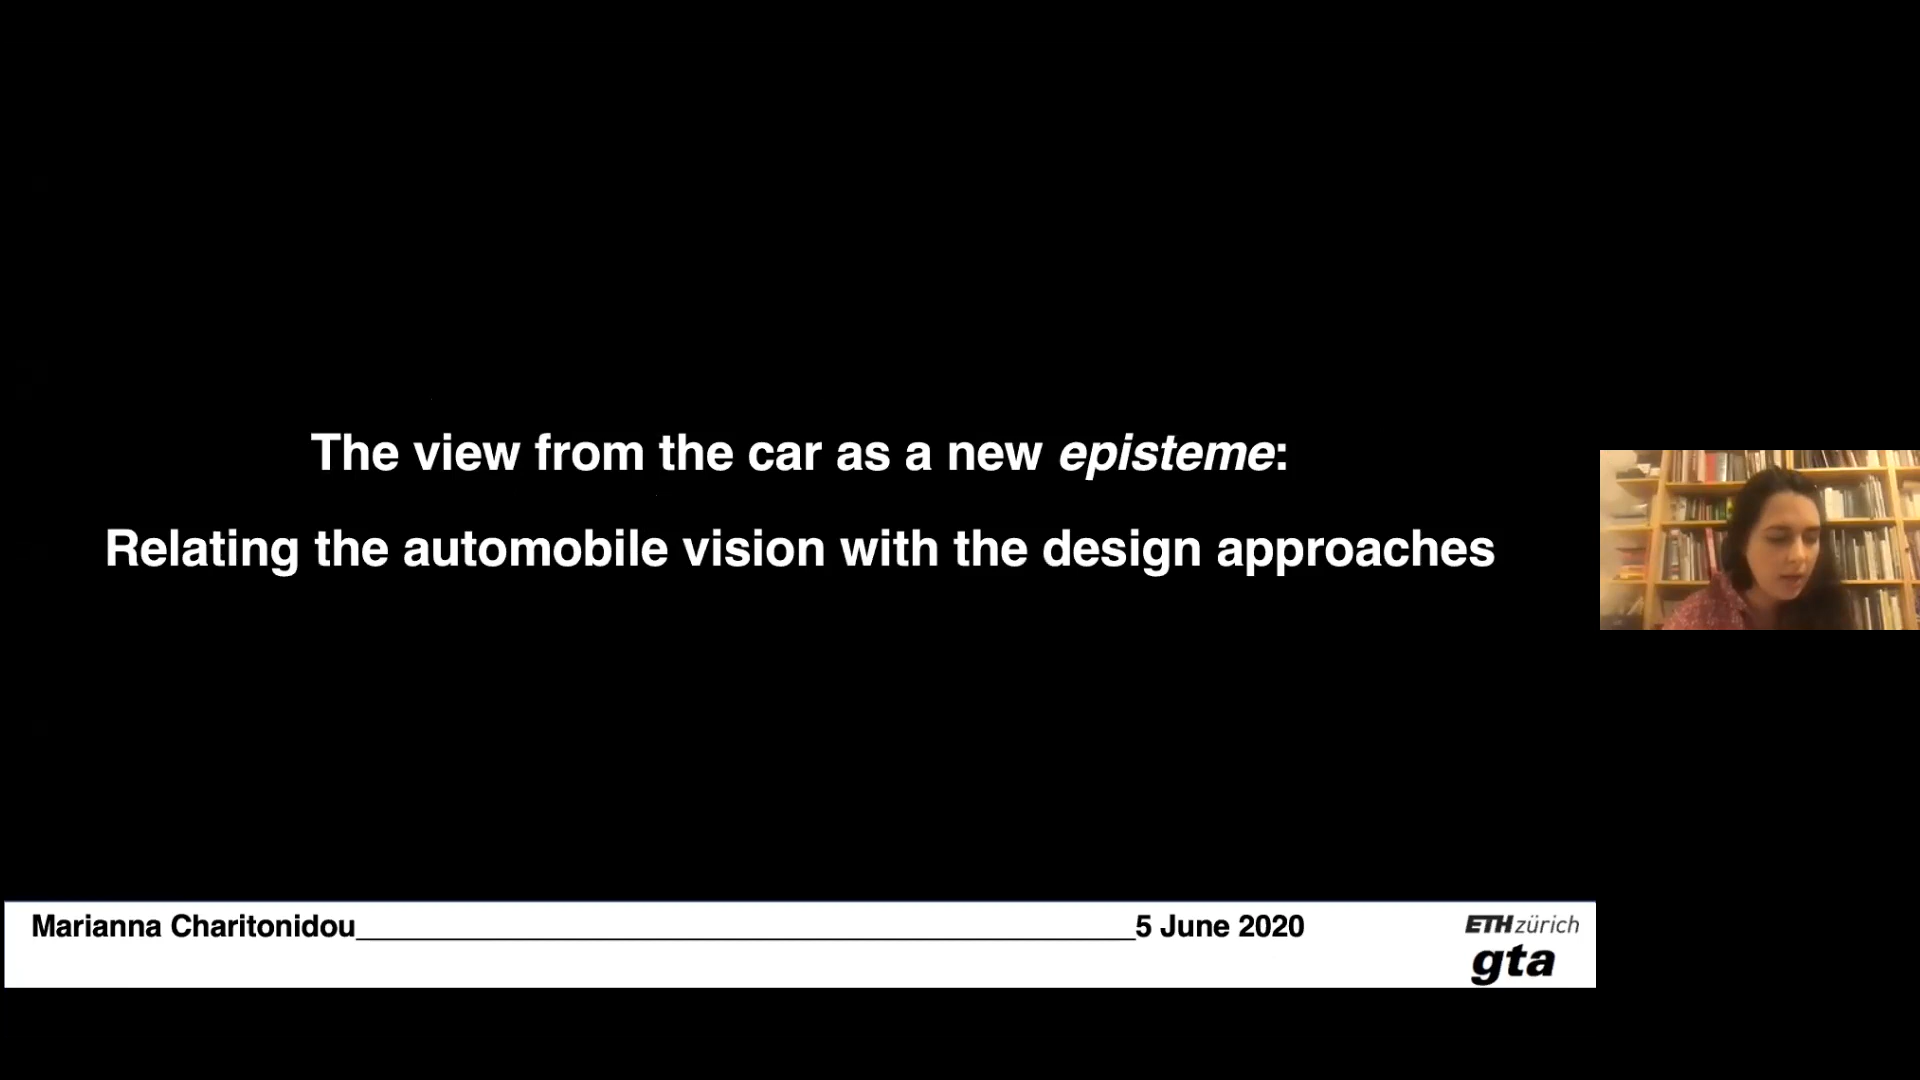 The view from the car as a new episteme:
Relating the automobile vision with the design approaches
Marianna Charitonidou____________________________________________________5 June 2020
ETH zürich
gta